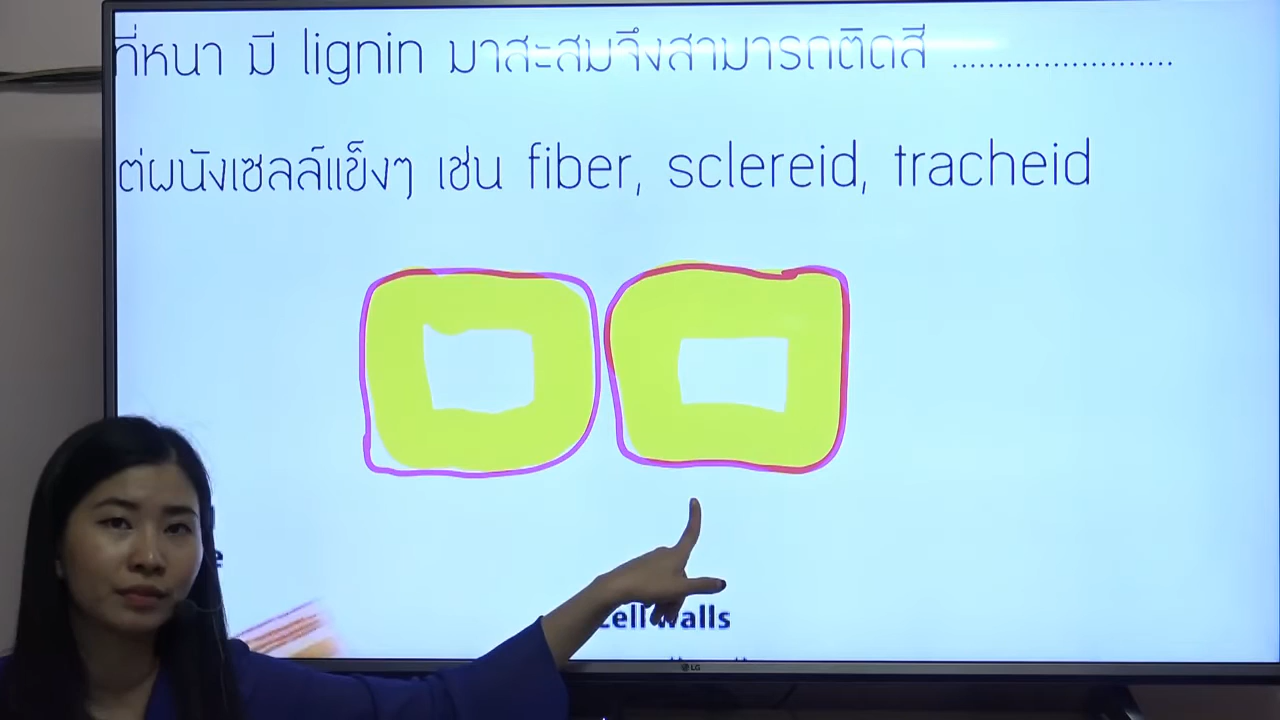 ที่หนา มี lignin มาสะสมจึงสามารถติดสี ........................
ต่ผนังเซลล์แข็งๆ เช่น fiber, sclereid, tracheid
cell walls
LG